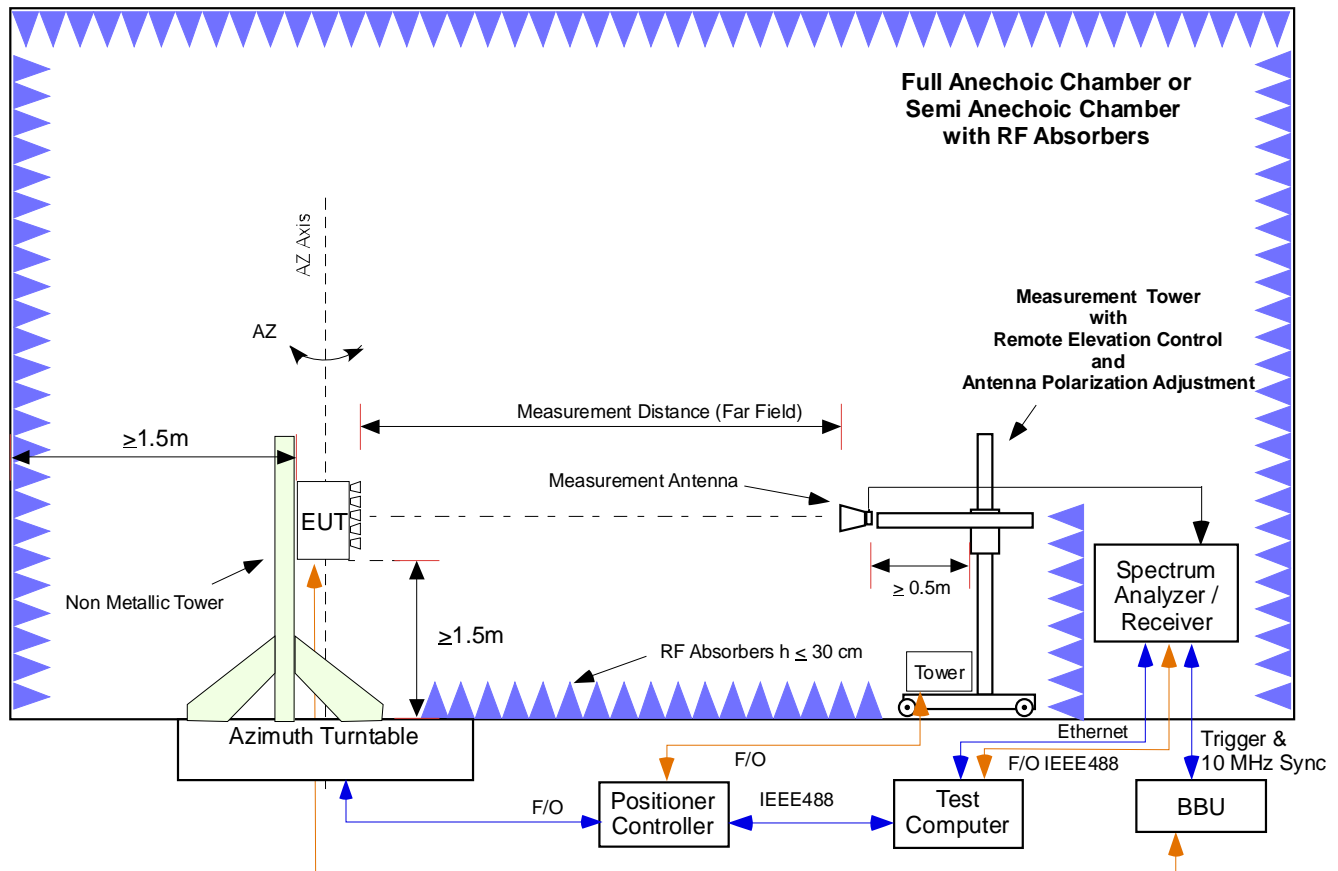 Full Anechoic Chamber or
Semi Anechoic Chamber
with RF Absorbers
AZ Axis
AZ
Measurement Tower
with
Remote Elevation Control
and
Antenna Polarization Adjustment
Measurement Distance (Far Field)
≥1.5m
Measurement Antenna
EUT
≥ 0.5m
Spectrum
Analyzer /
Receiver
Non Metallic Tower
≥1.5m
RF Absorbers h ≤ 30 cm
Tower
Azimuth Turntable
Ethernet
F/O
F/O IEEE488
Trigger &
10 MHz Sync
F/O
Positioner
Controller
IEEE488
Test
Computer
BBU